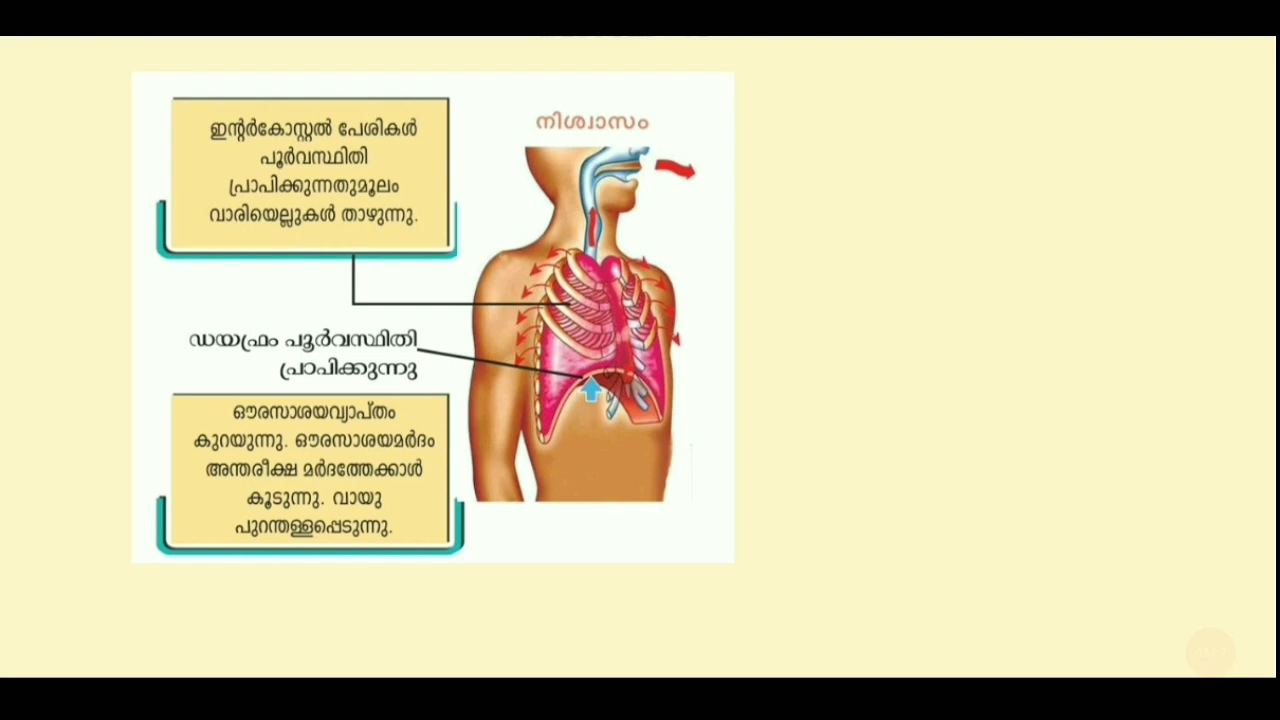 നിശ്വാസം
ഇന്റർകോസ്റ്റൽ പേശികൾ
പൂർവസ്ഥിതി
പ്രാപിക്കുന്നതുമൂലം
വാരിയെല്ലുകൾ താഴുന്നു.
ഡയഫ്രം പൂർവസ്ഥിതി
പ്രാപിക്കുന്നു
ഔരസാശയവ്യാപ്തം
കുറയുന്നു. ഔരസാശയമർദം
അന്തരീക്ഷ മർദത്തേക്കാൾ
കൂടുന്നു. വായു
പുറന്തള്ളപ്പെടുന്നു.